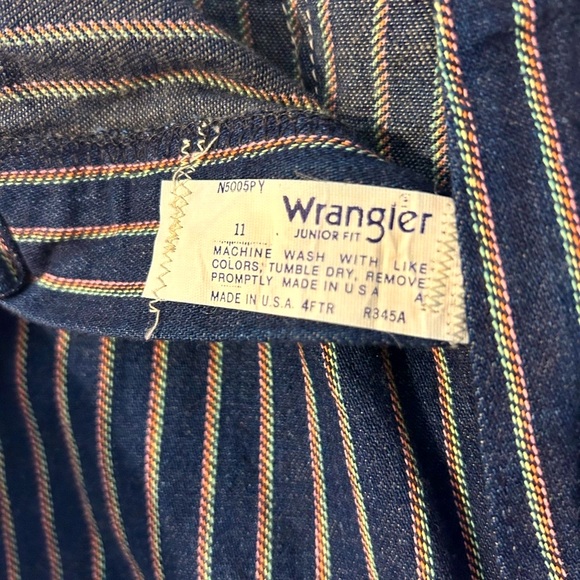 N5005PY
Wrangler
11 JUNIOR FIT
MACHINE WASH WITH LIKE
COLORS, TUMBLE DRY, REMOVE
PROMPTLY MADE IN U S A A
MADE IN U.S.A. 4FTR R345A